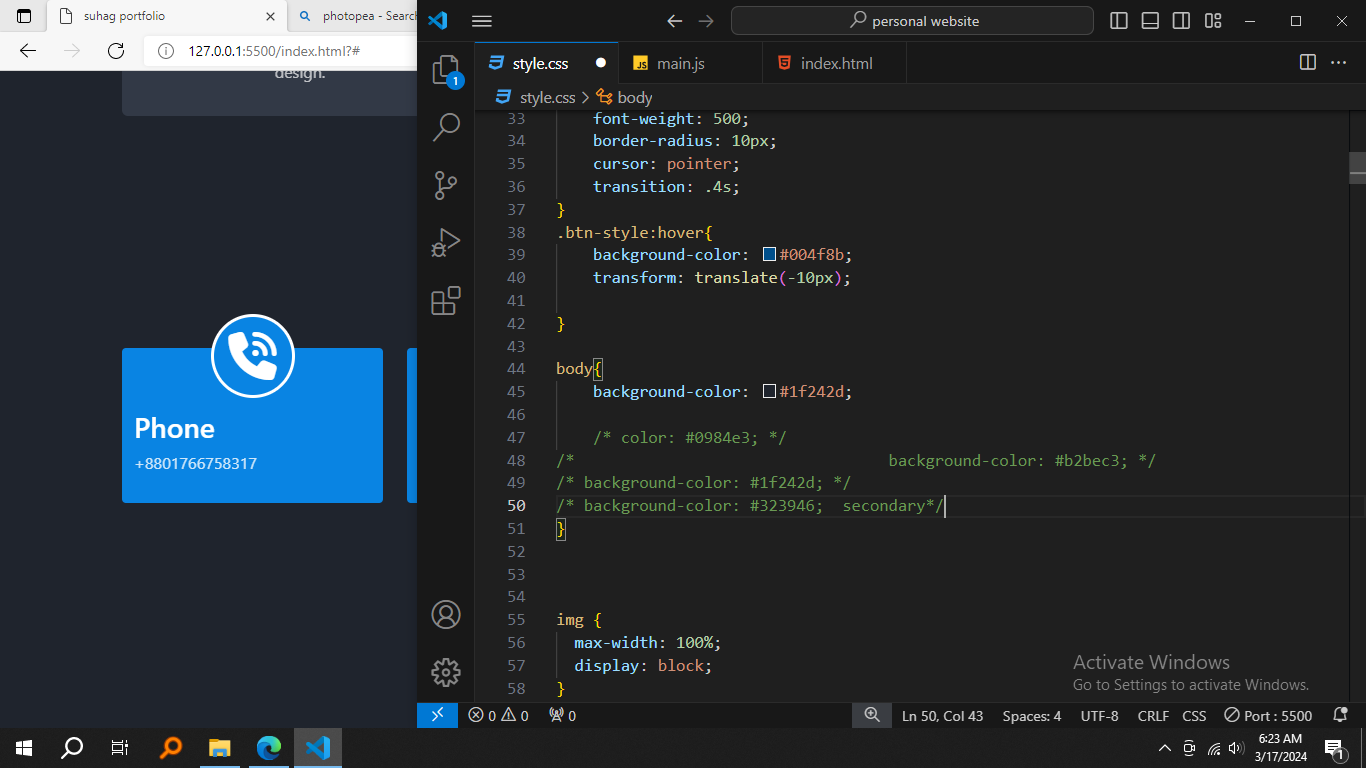 suhag portfolio
photopea - Search
127.0.0.1:5500/index.html?#
design.
Phone
+8801766758317
personal website
1
style.css
JS main.js
index.html
style.css > body
33 font-weight: 500;
34 border-radius: 10px;
35 cursor: pointer;
36 transition: .4s;
37 }
38 .btn-style:hover{
39 background-color: #004f8b;
40 transform: translate(-10px);
41
42 }
43
44 body{
45 background-color: #1f242d;
46
47 /* color: #0984e3; */
48 /* background-color: #b2bec3; */
49 /* background-color: #1f242d; */
50 /* background-color: #323946;  secondary*/
51 }
52
53
54
55 img {
56 max-width: 100%;
57 display: block;
58 }
Activate Windows
Go to Settings to activate Windows.
0 0 0 Ln 50, Col 43 Spaces: 4 UTF-8 CRLF CSS Port : 5500
6:23 AM
3/17/2024
1